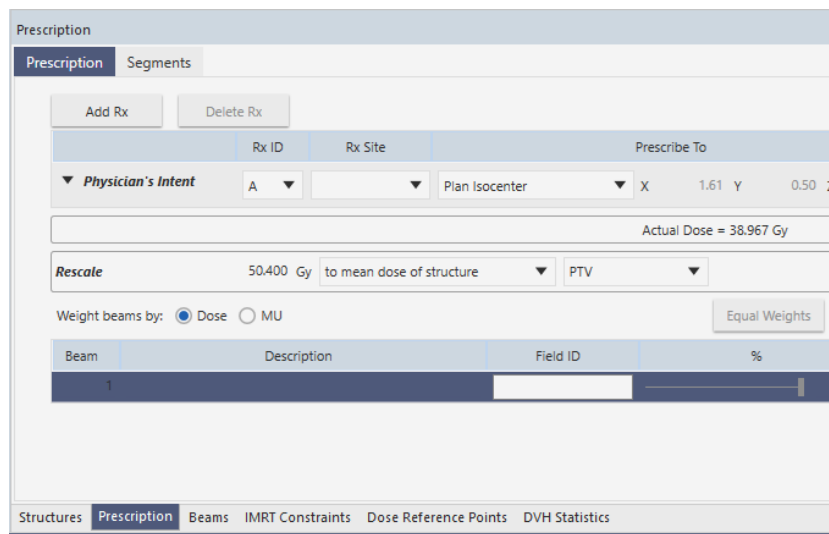 Prescription
Prescription Segments
Add Rx Delete Rx
Rx ID Rx Site Prescribe To
Physician's Intent A Plan Isocenter X 1.61 Y 0.50
Actual Dose = 38.967 Gy
Rescale 50.400 Gy to mean dose of structure PTV
Weight beams by: Dose MU Equal Weights
Beam Description Field ID %
1
Structures Prescription Beams IMRT Constraints Dose Reference Points DVH Statistics